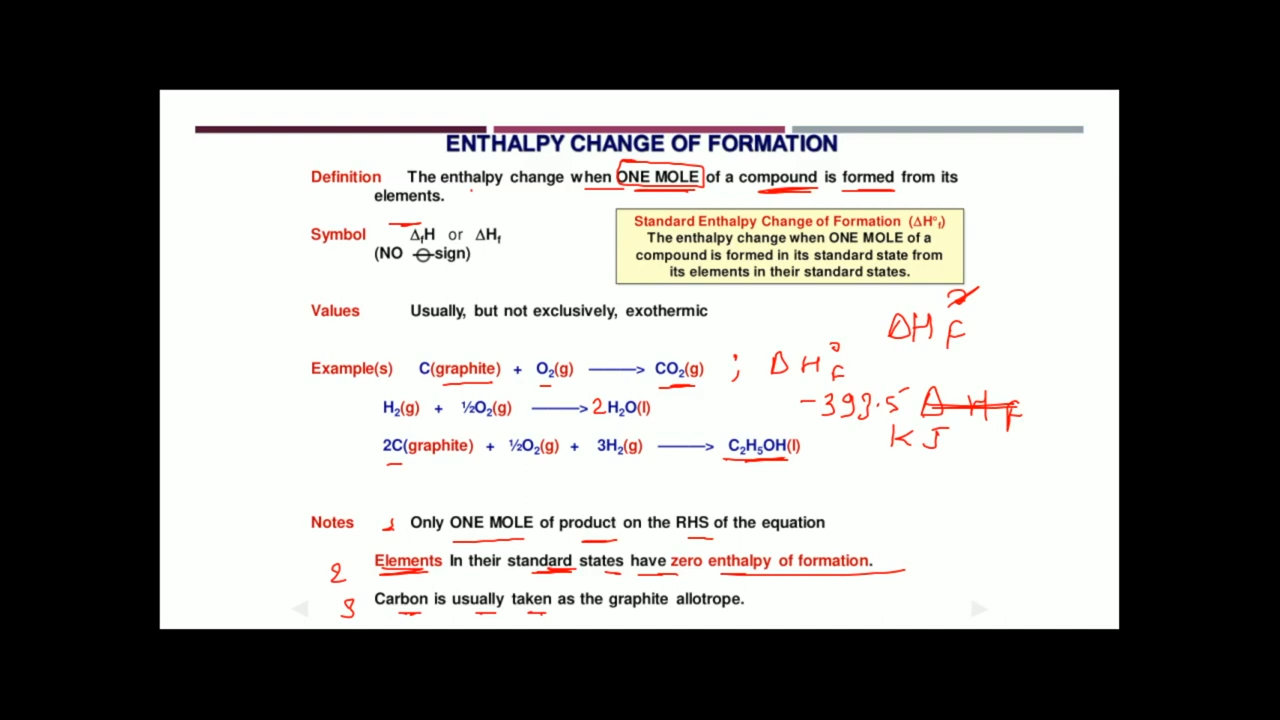 ENTHALPY CHANGE OF FORMATION
Definition The enthalpy change when ONE MOLE of a compound is formed from its
elements.
Symbol ΔfH or ΔHf
(NO ⦵ sign)
Standard Enthalpy Change of Formation (ΔH°f)
The enthalpy change when ONE MOLE of a
compound is formed in its standard state from
its elements in their standard states.
Values Usually, but not exclusively, exothermic
ΔH F
Example(s) C(graphite) + O₂(g) ———> CO₂(g) ; ΔH°F
H₂(g) + ½O₂(g) ———> 2 H₂O(l) -393.5 Δ H F
KJ
2C(graphite) + ½O₂(g) + 3H₂(g) ———> C₂H₅OH(l)
Notes 1 Only ONE MOLE of product on the RHS of the equation
2 Elements In their standard states have zero enthalpy of formation.
3 Carbon is usually taken as the graphite allotrope.